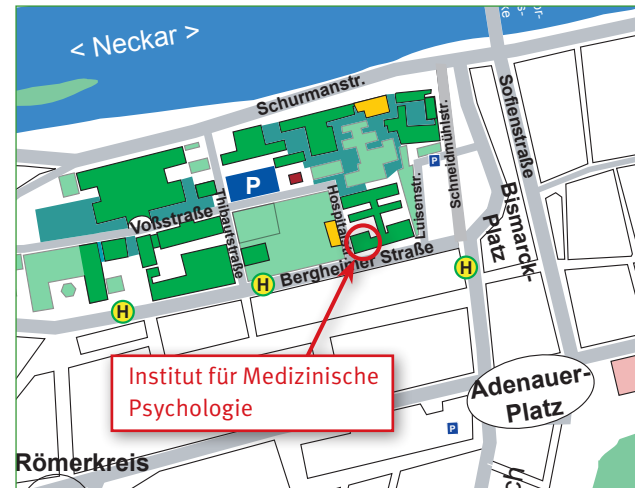 < Neckar >
Schurmanstr.
Sofienstraße
Schneidmühlstr.
P
P
Voßstraße
Thibautstraße
Hospitalstr.
Luisenstr.
Bismarck-
Platz
Bergheimer Straße
H
H
H
Institut für Medizinische
Psychologie
Adenauer-
Platz
P
Römerkreis